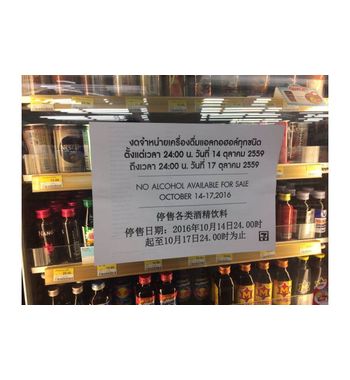 งดจำหน่ายเครื่องดื่มแอลกอฮอล์ทุกชนิด
ตั้งแต่เวลา 24:00 น. วันที่ 14 ตุลาคม 2559
ถึงเวลา 24:00 น. วันที่ 17 ตุลาคม 2559
NO ALCOHOL AVAILABLE FOR SALE
OCTOBER 14-17,2016
停售各类酒精饮料
停售日期：2016年10月14日24.00时
起至10月17日24.00时为止